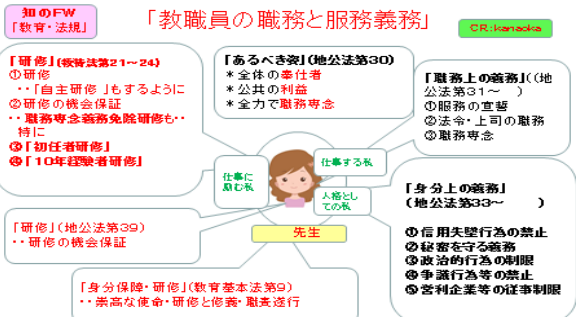 知のFW
「教育・法規」
「教職員の職務と服務義務」
CR:kanaoka
「研修」(教特法第21～24)
①研修
・・「自主研修」もするように
②研修の機会保証
・・職務専念義務免除研修も・・
特に
③「初任者研修」
④「10年経験者研修」
「あるべき姿」(地公法第30)
＊全体の奉仕者
＊公共の利益
＊全力で職務専念
「職務上の義務」((地
公法第31～　)
①服務の宣誓
②法令・上司の職務
③職務専念
仕事に
励む私
仕事する私
人格とし
ての私
先生
「身分上の義務」
(地公法第33～　　)
①信用失墜行為の禁止
②秘密を守る義務
③政治的行為の制限
④争議行為等の禁止
⑤営利企業等の従事制限
「研修」(地公法第39)
・・研修の機会保証
「身分保障・研修」(教育基本法第9)
・・崇高な使命・研修と修養・職責遂行